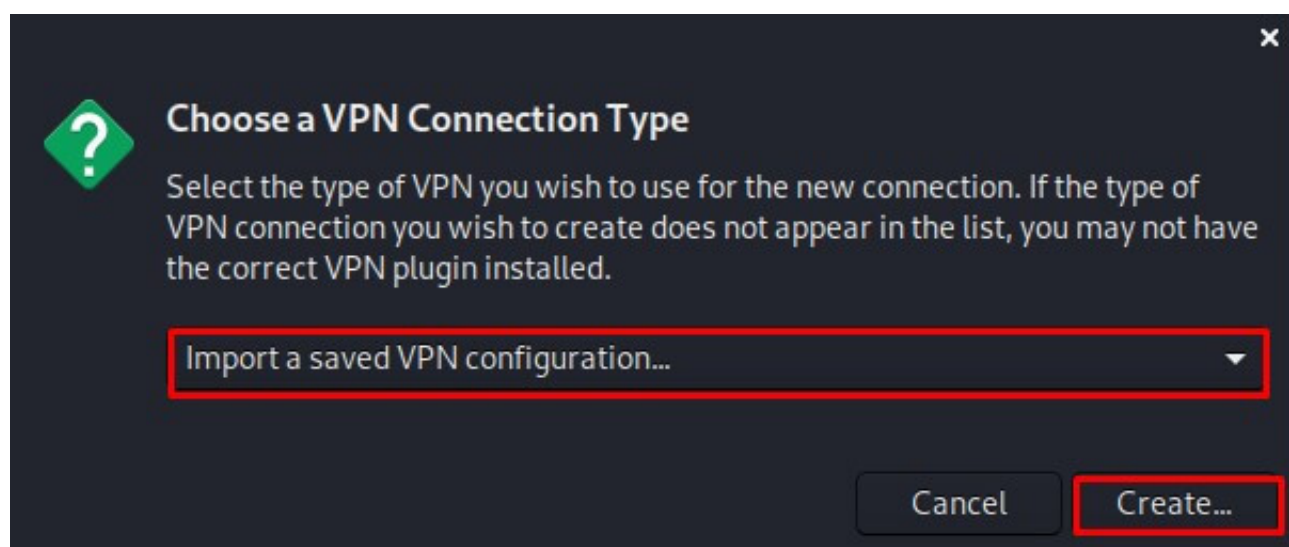 Choose a VPN Connection Type
Select the type of VPN you wish to use for the new connection. If the type of
VPN connection you wish to create does not appear in the list, you may not have
the correct VPN plugin installed.
Import a saved VPN configuration...
Cancel
Create...